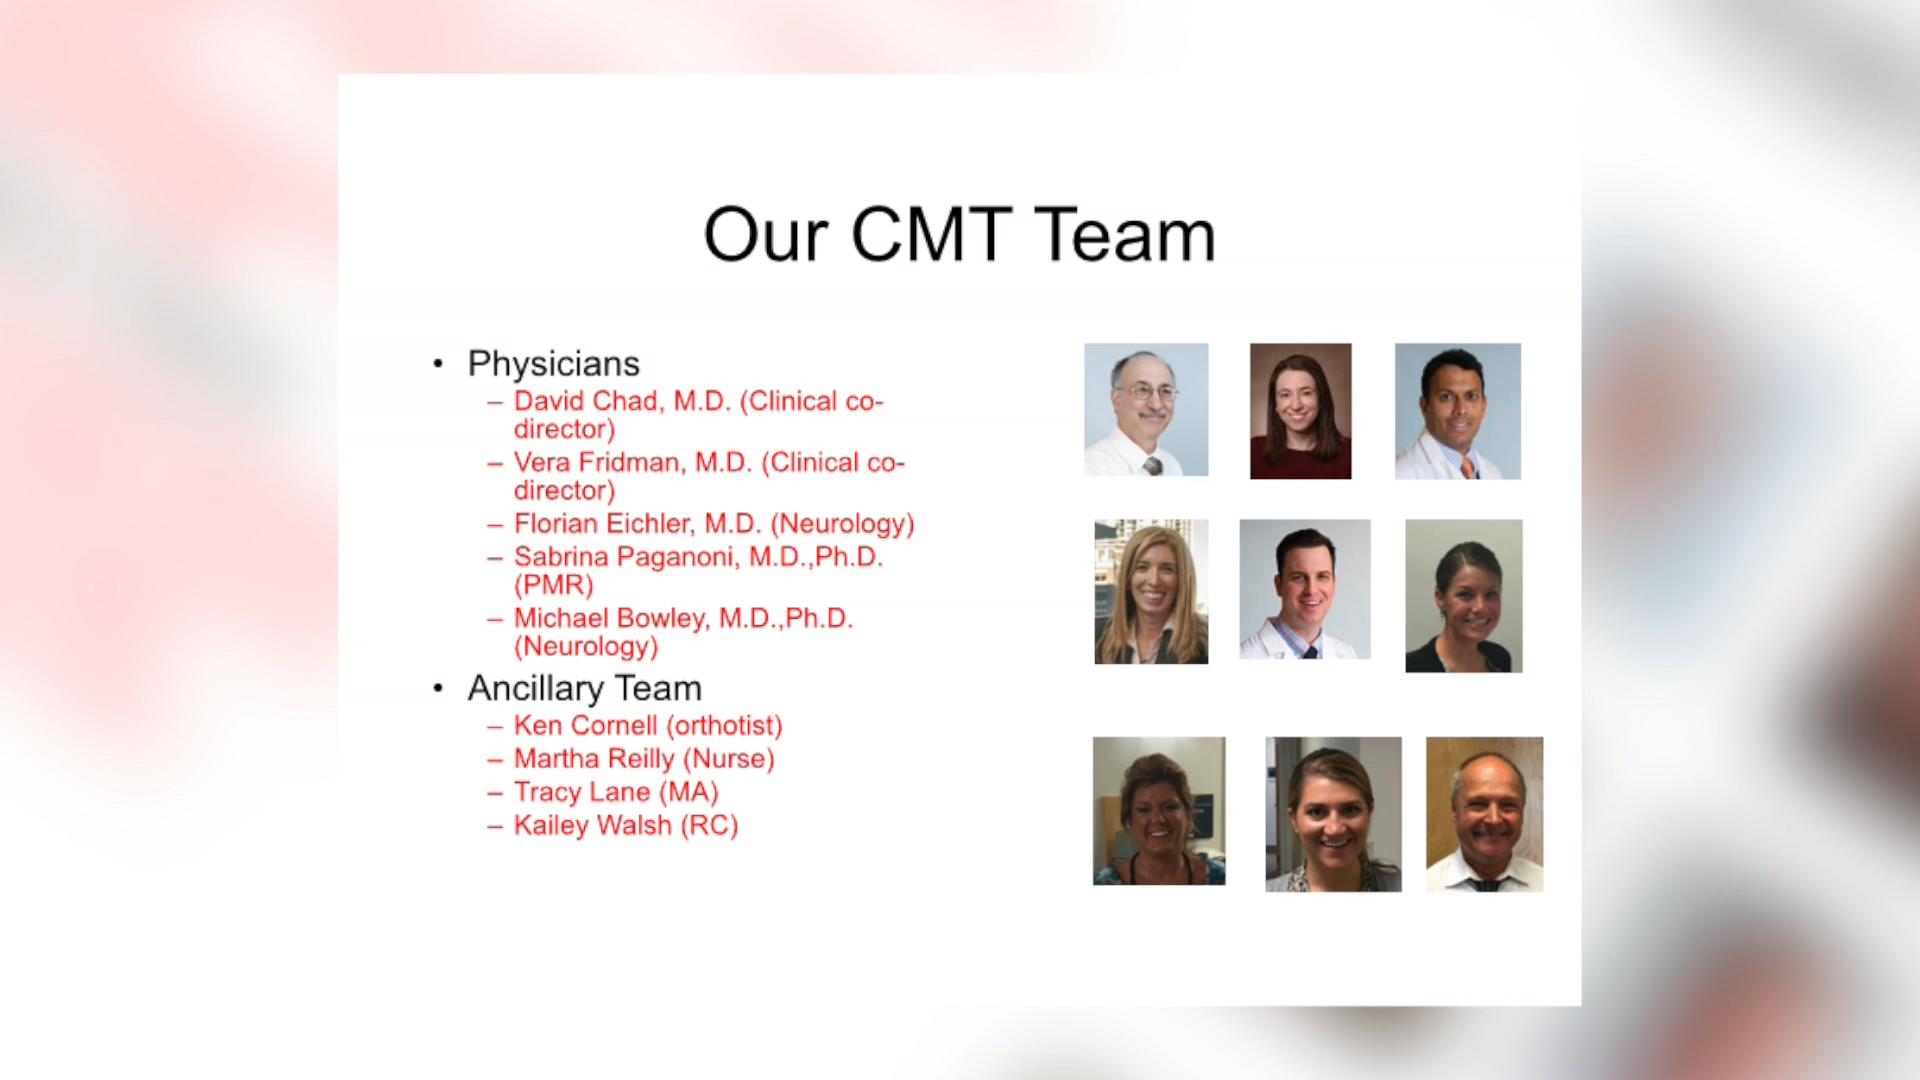 Our CMT Team
• Physicians
– David Chad, M.D. (Clinical co-
director)
– Vera Fridman, M.D. (Clinical co-
director)
– Florian Eichler, M.D. (Neurology)
– Sabrina Paganoni, M.D.,Ph.D.
(PMR)
– Michael Bowley, M.D.,Ph.D.
(Neurology)
• Ancillary Team
– Ken Cornell (orthotist)
– Martha Reilly (Nurse)
– Tracy Lane (MA)
– Kailey Walsh (RC)